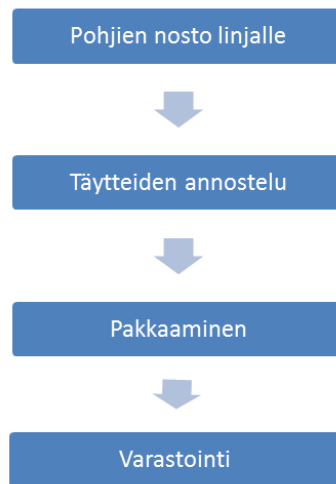 Pohjien nosto linjalle
Täytteiden annostelu
Pakkaaminen
Varastointi